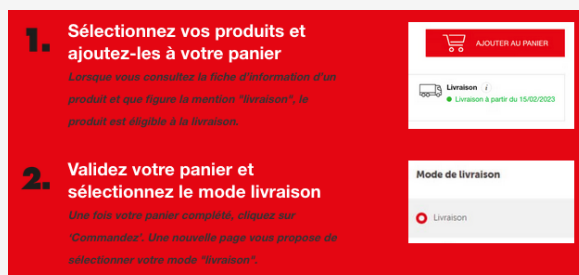 1. Sélectionnez vos produits et
ajoutez-les à votre panier
Lorsque vous consultez la fiche d'information d'un
produit et que figure la mention "livraison", le
produit est éligible à la livraison.
AJOUTER AU PANIER
Livraison i
Livraison à partir du 15/02/2023
2. Validez votre panier et
sélectionnez le mode livraison
Une fois votre panier complété, cliquez sur
'Commandez'. Une nouvelle page vous propose de
sélectionner votre mode "livraison".
Mode de livraison
Livraison